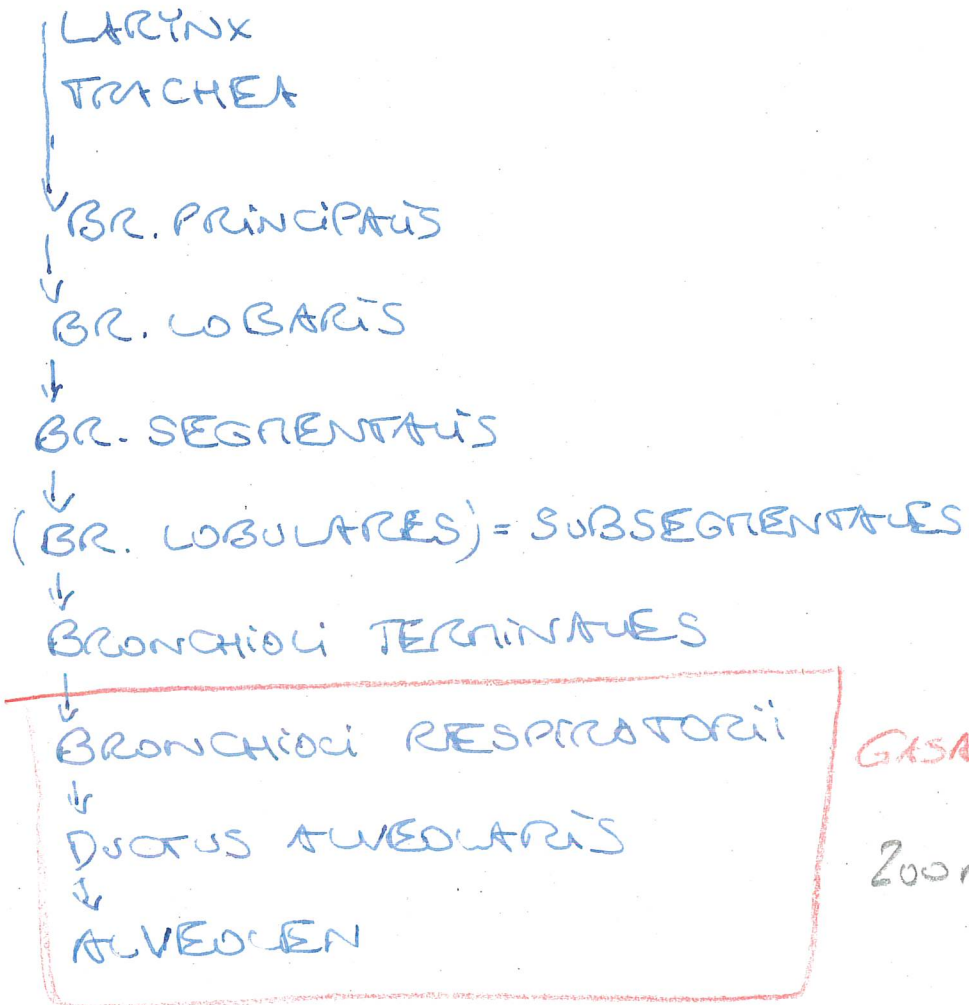 LARYNX
TRACHEA
BR. PRINCIPALIS
BR. LOBARIS
BR. SEGMENTALIS
(BR. LOBULARES) = SUBSEGMENTALES
BRONCHIOLI TERMINALES
BRONCHIOLI RESPIRATORII
DUCTUS ALVEOLARIS
ALVEOLEN